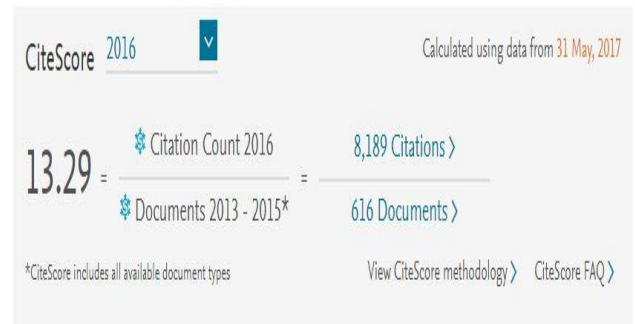 CiteScore 2016 Calculated using data from 31 May, 2017
Citation Count 2016 8,189 Citations >
13.29 = =
Documents 2013 - 2015* 616 Documents >
*CiteScore includes all available document types View CiteScore methodology > CiteScore FAQ >